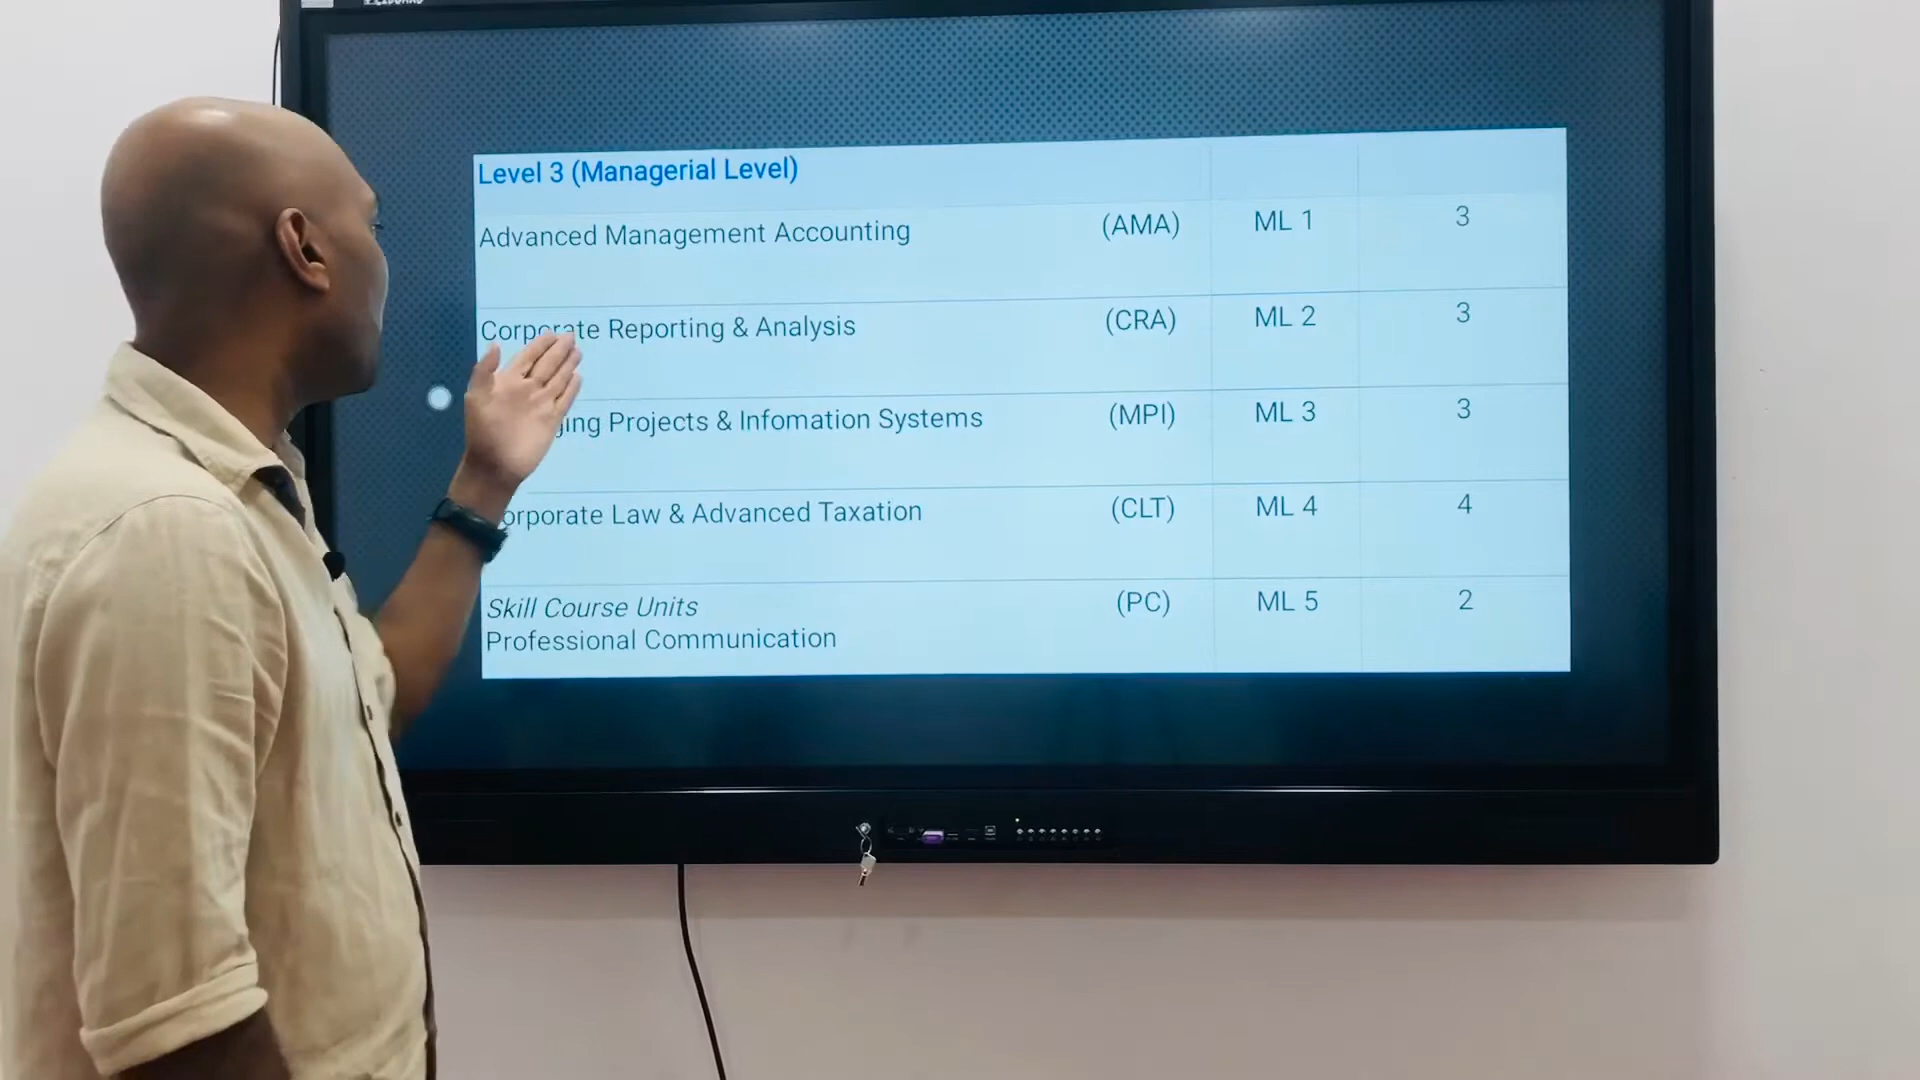 Level 3 (Managerial Level)
Advanced Management Accounting (AMA) ML 1 3
Corporate Reporting & Analysis (CRA) ML 2 3
Projects & Infomation Systems (MPI) ML 3 3
Corporate Law & Advanced Taxation (CLT) ML 4 4
Skill Course Units (PC) ML 5 2
Professional Communication